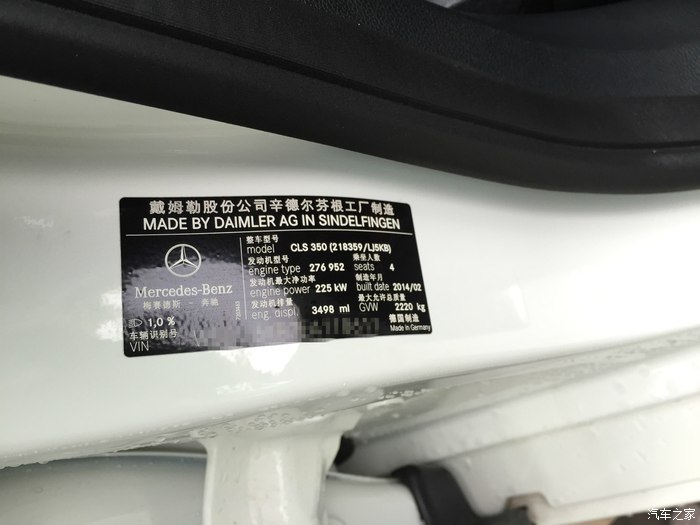 戴姆勒股份公司辛德尔芬根工厂制造
MADE BY DAIMLER AG IN SINDELFINGEN
整车型号
model CLS 350 (218359/LJ5KB)
发动机型号 乘坐人数
engine type 276 952 seats 4
发动机最大净功率 制造年月
engine power 225 kW built date 2014/02
发动机排量 最大允许总质量
eng. displ. 3498 ml GVW 2220 kg
德国制造
Made in Germany
Mercedes-Benz
梅赛德斯 奔驰
1,0 %
车辆识别号
VIN
汽车之家